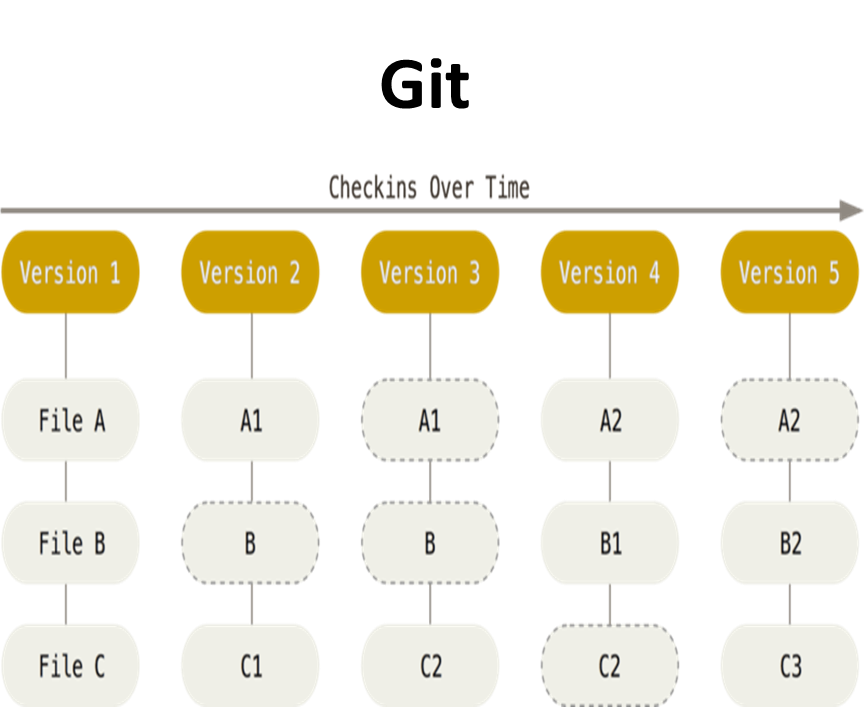 Git
Checkins Over Time
Version 1 Version 2 Version 3 Version 4 Version 5
File A A1 A1 A2 A2
File B B B B1 B2
File C C1 C2 C2 C3